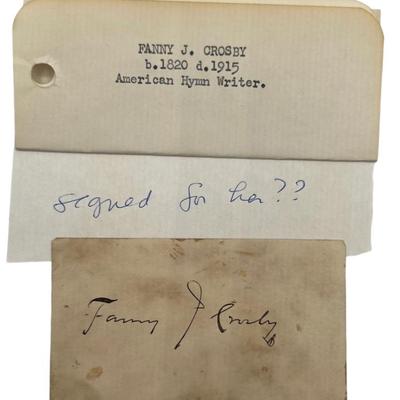 FANNY J. CROSBY
b.1820 d.1915
American Hymn Writer.
signed for her??
Fanny J Crosby